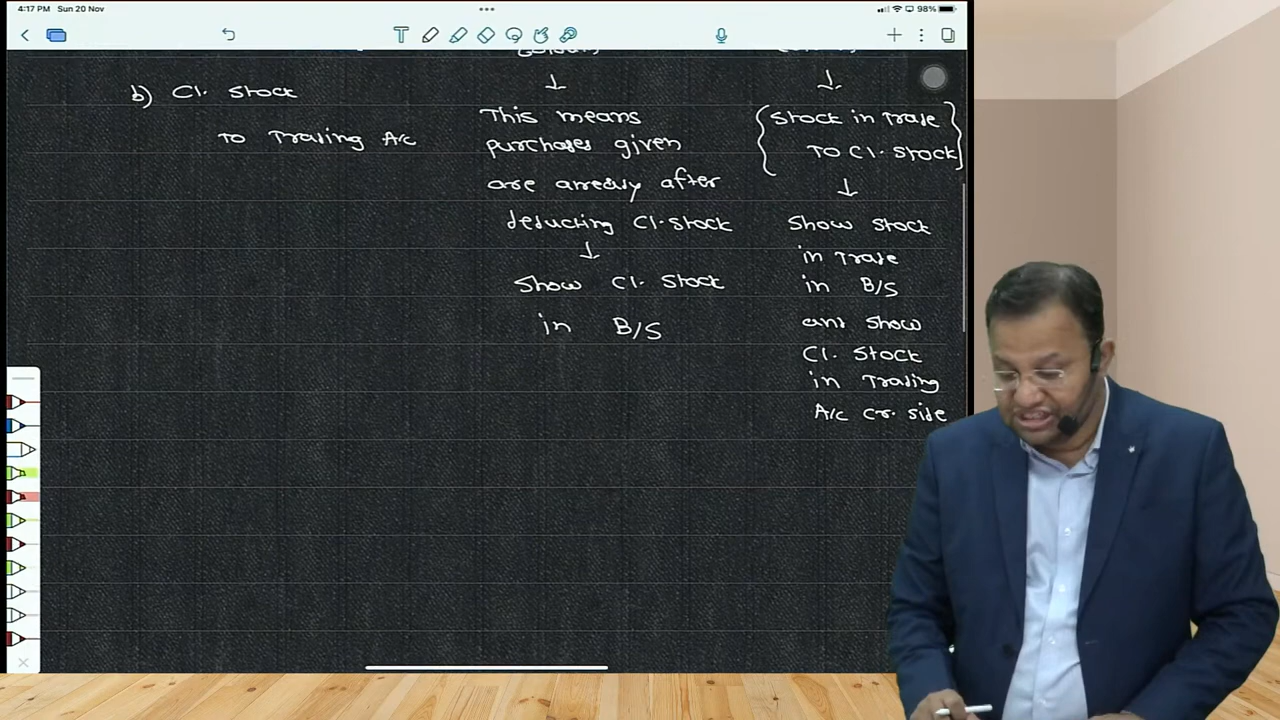 4:17 PM Sun 20 Nov
98%
b) Cl. Stock
To Trading A/c
This means
purchases given
are already after
deducting Cl. Stock
Show Cl. Stock
in B/S
Stock in Trade
To Cl. Stock
Show Stock
in Trade
in B/S
and Show
Cl. Stock
in Trading
A/c Cr. side